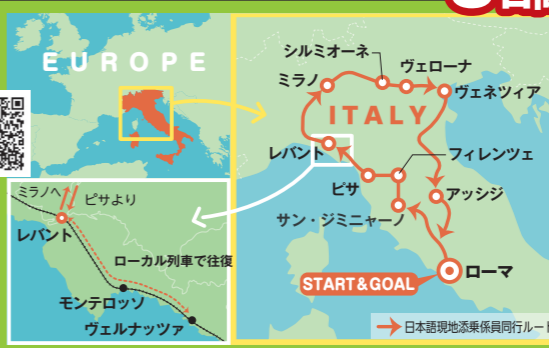 EUROPE
シルミオーネ
ヴェローナ
ミラノ
ヴェネツィア
ITALY
レバント
フィレンツェ
ピサ
アッシジ
サン・ジミニャーノ
ローマ
START&GOAL
日本語現地添乗係員同行ルート
ミラノへ
ピサより
レバント
ローカル列車で往復
モンテロッソ
ヴェルナッツァ